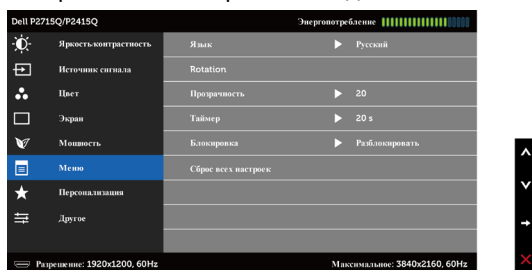 Dell P2715Q/P2415Q Энергопотребление
Яркость/контрастность Язык Русский
Источник сигнала Rotation
Цвет Прозрачность 20
Экран Таймер 20 s
Мощность Блокировка Разблокировать
Меню Сброс всех настроек
Персонализация
Другое
Разрешение: 1920x1200, 60Hz Максимальное: 3840x2160, 60Hz